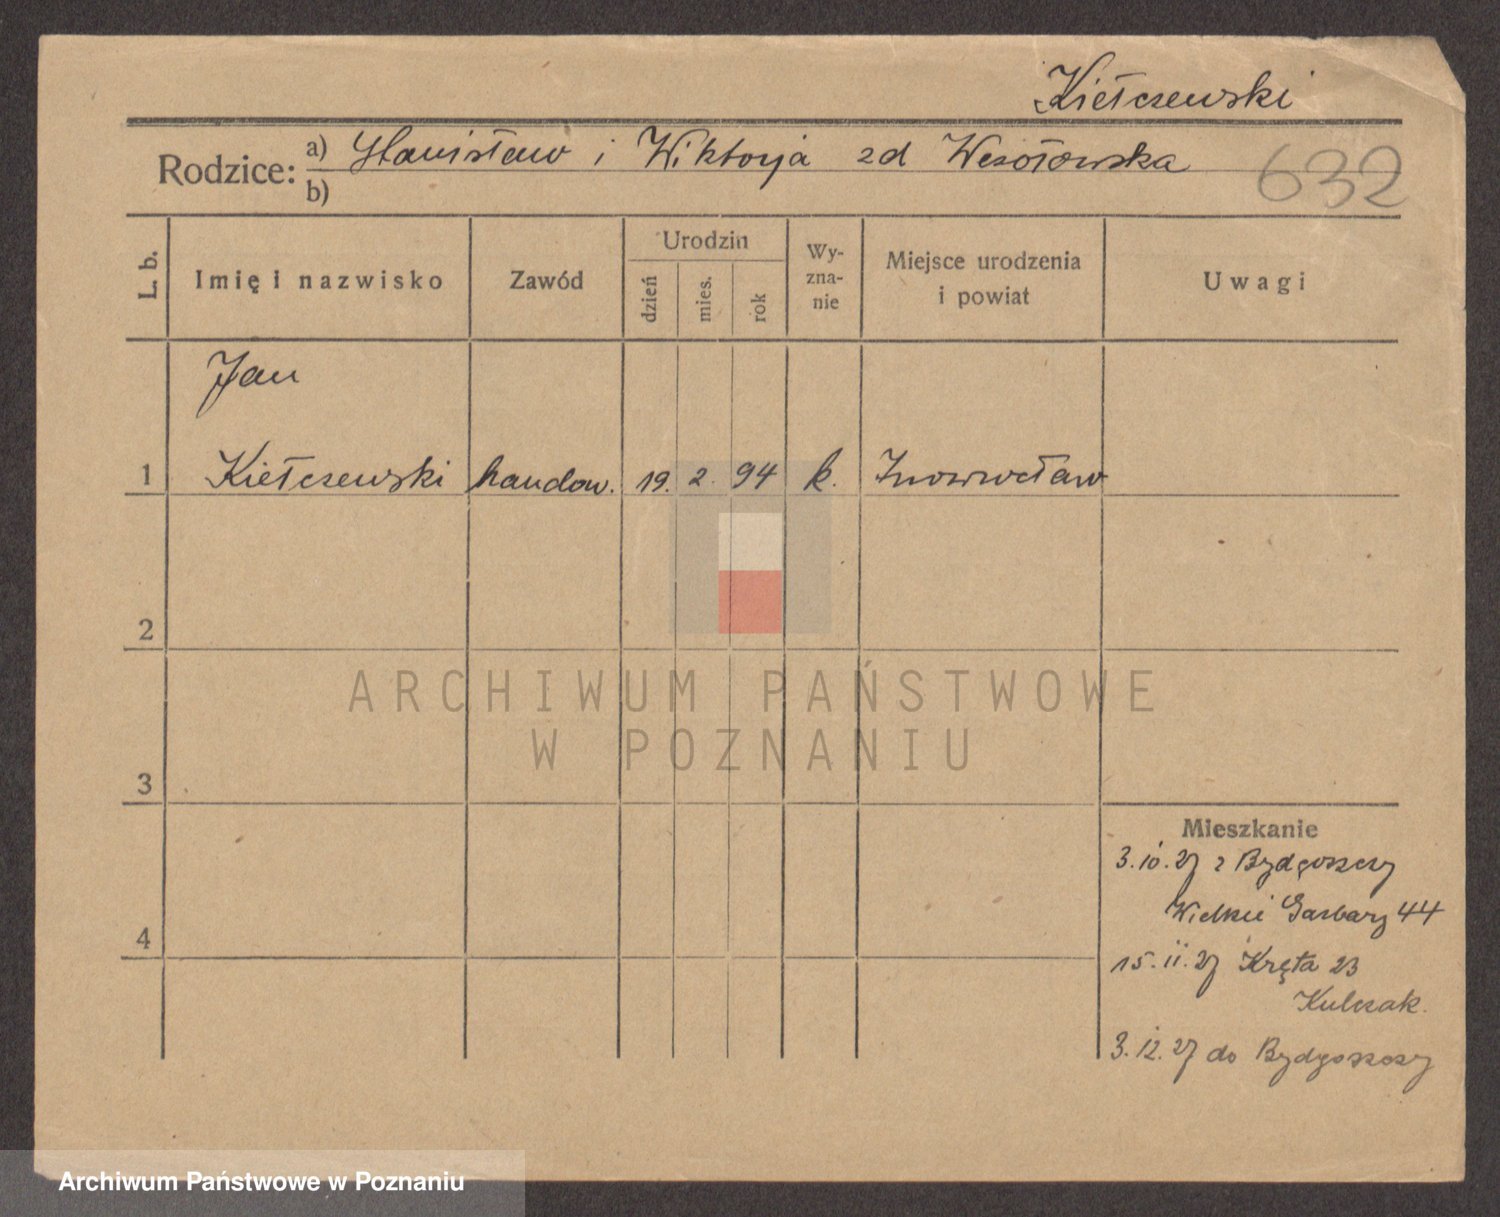 Kiełczewski
Rodzice: a) Stanisław i Wiktorja zd Wesołowska
b)
632
L. b. Imię i nazwisko Zawód Urodzin dzień mies. rok Wy-zna-nie Miejsce urodzenia i powiat Uwagi
Jan
1 Kiełczewski handow. 19. 2. 94 k. Inowrocław
2
ARCHIWUM PAŃSTWOWE
W POZNANIU
3
Mieszkanie
3.10.27 z Bydgoszczy
Wielkie Garbary 44
4
15.11.27 Kręta 23
Kulczak.
3.12.27 do Bydgoszczy
Archiwum Państwowe w Poznaniu